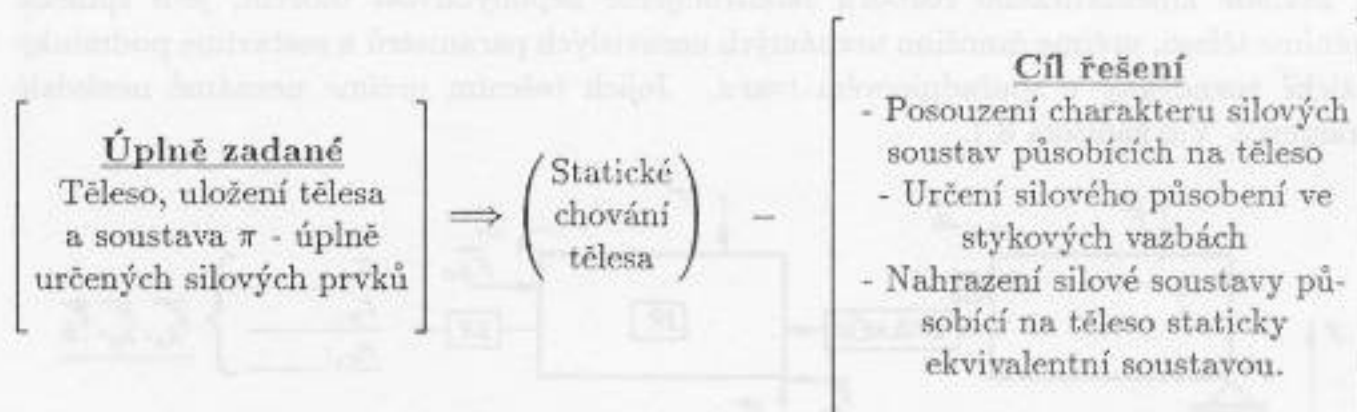 Úplně zadané
Těleso, uložení tělesa
a soustava π - úplně
určených silových prvků
⟹
Statické
chování
tělesa
–
Cíl řešení
- Posouzení charakteru silových
soustav působících na těleso
- Určení silového působení ve
stykových vazbách
- Nahrazení silové soustavy pů-
sobící na těleso staticky
ekvivalentní soustavou.